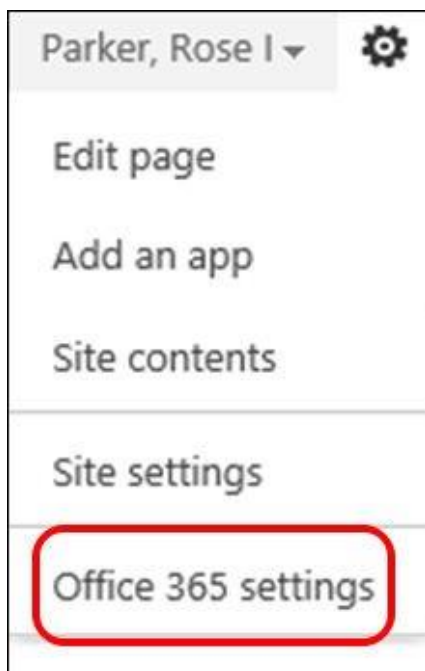 Parker, Rose I
Edit page
Add an app
Site contents
Site settings
Office 365 settings